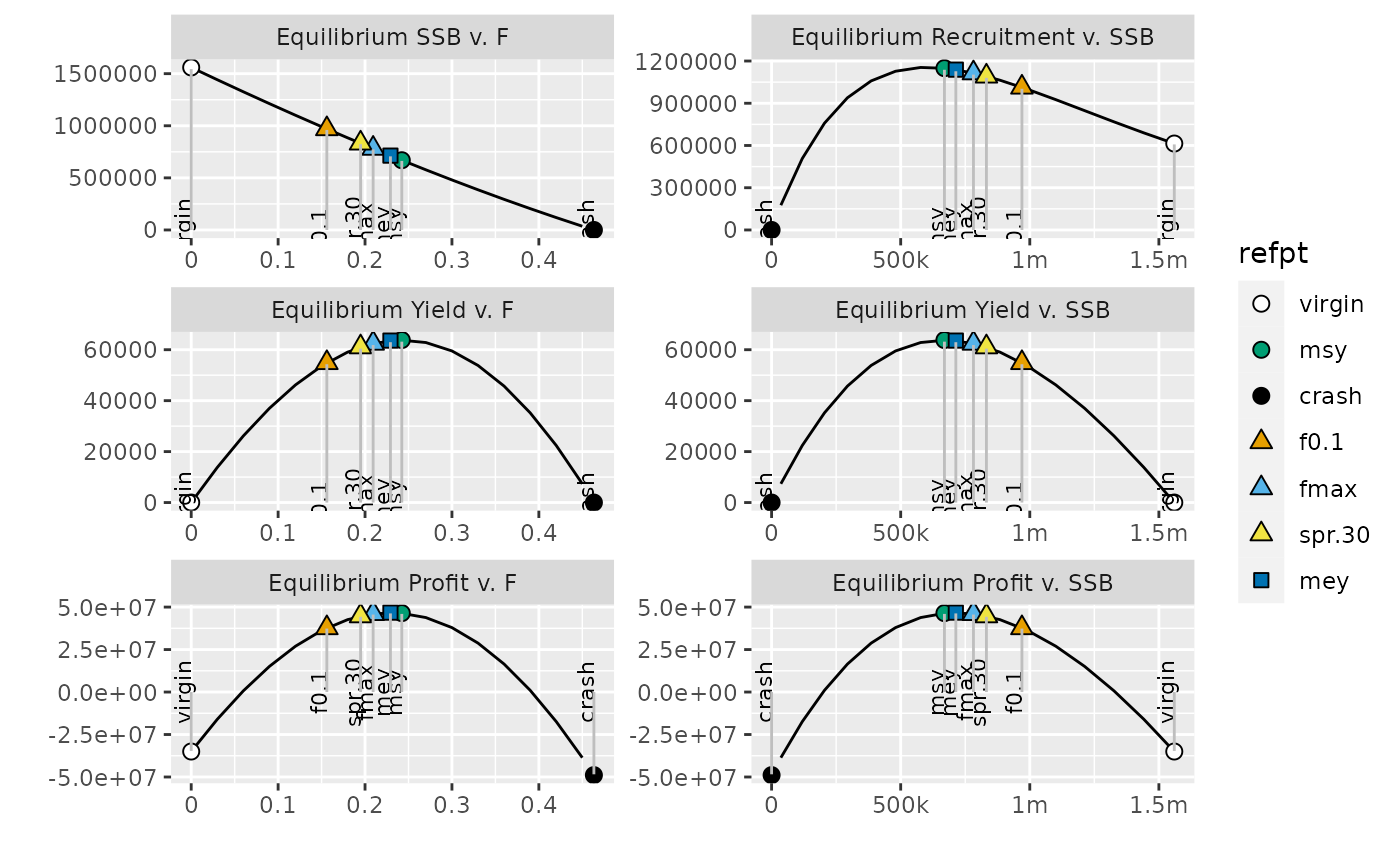 Equilibrium SSB v. F
1500000
1000000
500000
0
0 0.1 0.2 0.3 0.4
Equilibrium Recruitment v. SSB
1200000
900000
600000
300000
0
0 500k 1m 1.5m
Equilibrium Yield v. F
60000
40000
20000
0
0 0.1 0.2 0.3 0.4
Equilibrium Yield v. SSB
60000
40000
20000
0
0 500k 1m 1.5m
Equilibrium Profit v. F
5.0e+07
2.5e+07
0.0e+00
-2.5e+07
-5.0e+07
virgin
f0.1
spr.30
fmax
mey
msy
crash
0 0.1 0.2 0.3 0.4
Equilibrium Profit v. SSB
5.0e+07
2.5e+07
0.0e+00
-2.5e+07
-5.0e+07
crash
msy
mey
fmax
spr.30
f0.1
virgin
0 500k 1m 1.5m
refpt
virgin
msy
crash
f0.1
fmax
spr.30
mey